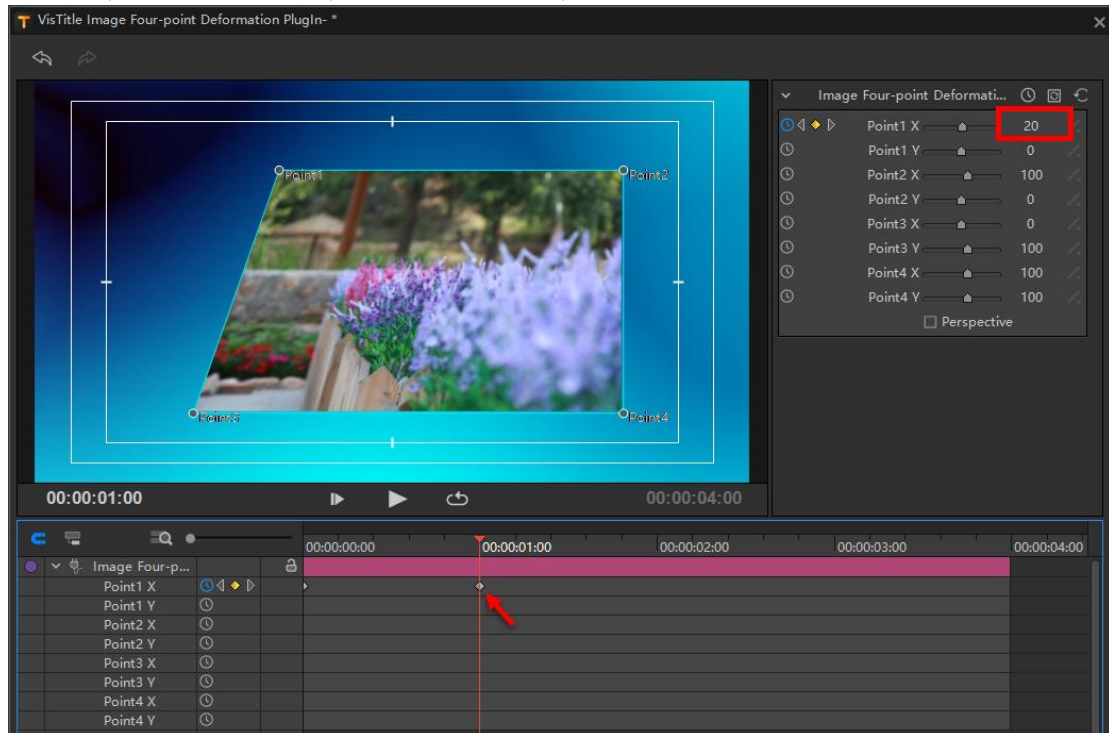 VisTitle Image Four-point Deformation PlugIn- *
Image Four-point Deformati...
Point1 X 20
Point1 Y 0
Point2 X 100
Point2 Y 0
Point3 X 0
Point3 Y 100
Point4 X 100
Point4 Y 100
Perspective
Point1
Point2
Point3
Point4
00:00:01:00
00:00:04:00
00:00:00:00 00:00:01:00 00:00:02:00 00:00:03:00 00:00:04:00
Image Four-p...
Point1 X
Point1 Y
Point2 X
Point2 Y
Point3 X
Point3 Y
Point4 X
Point4 Y